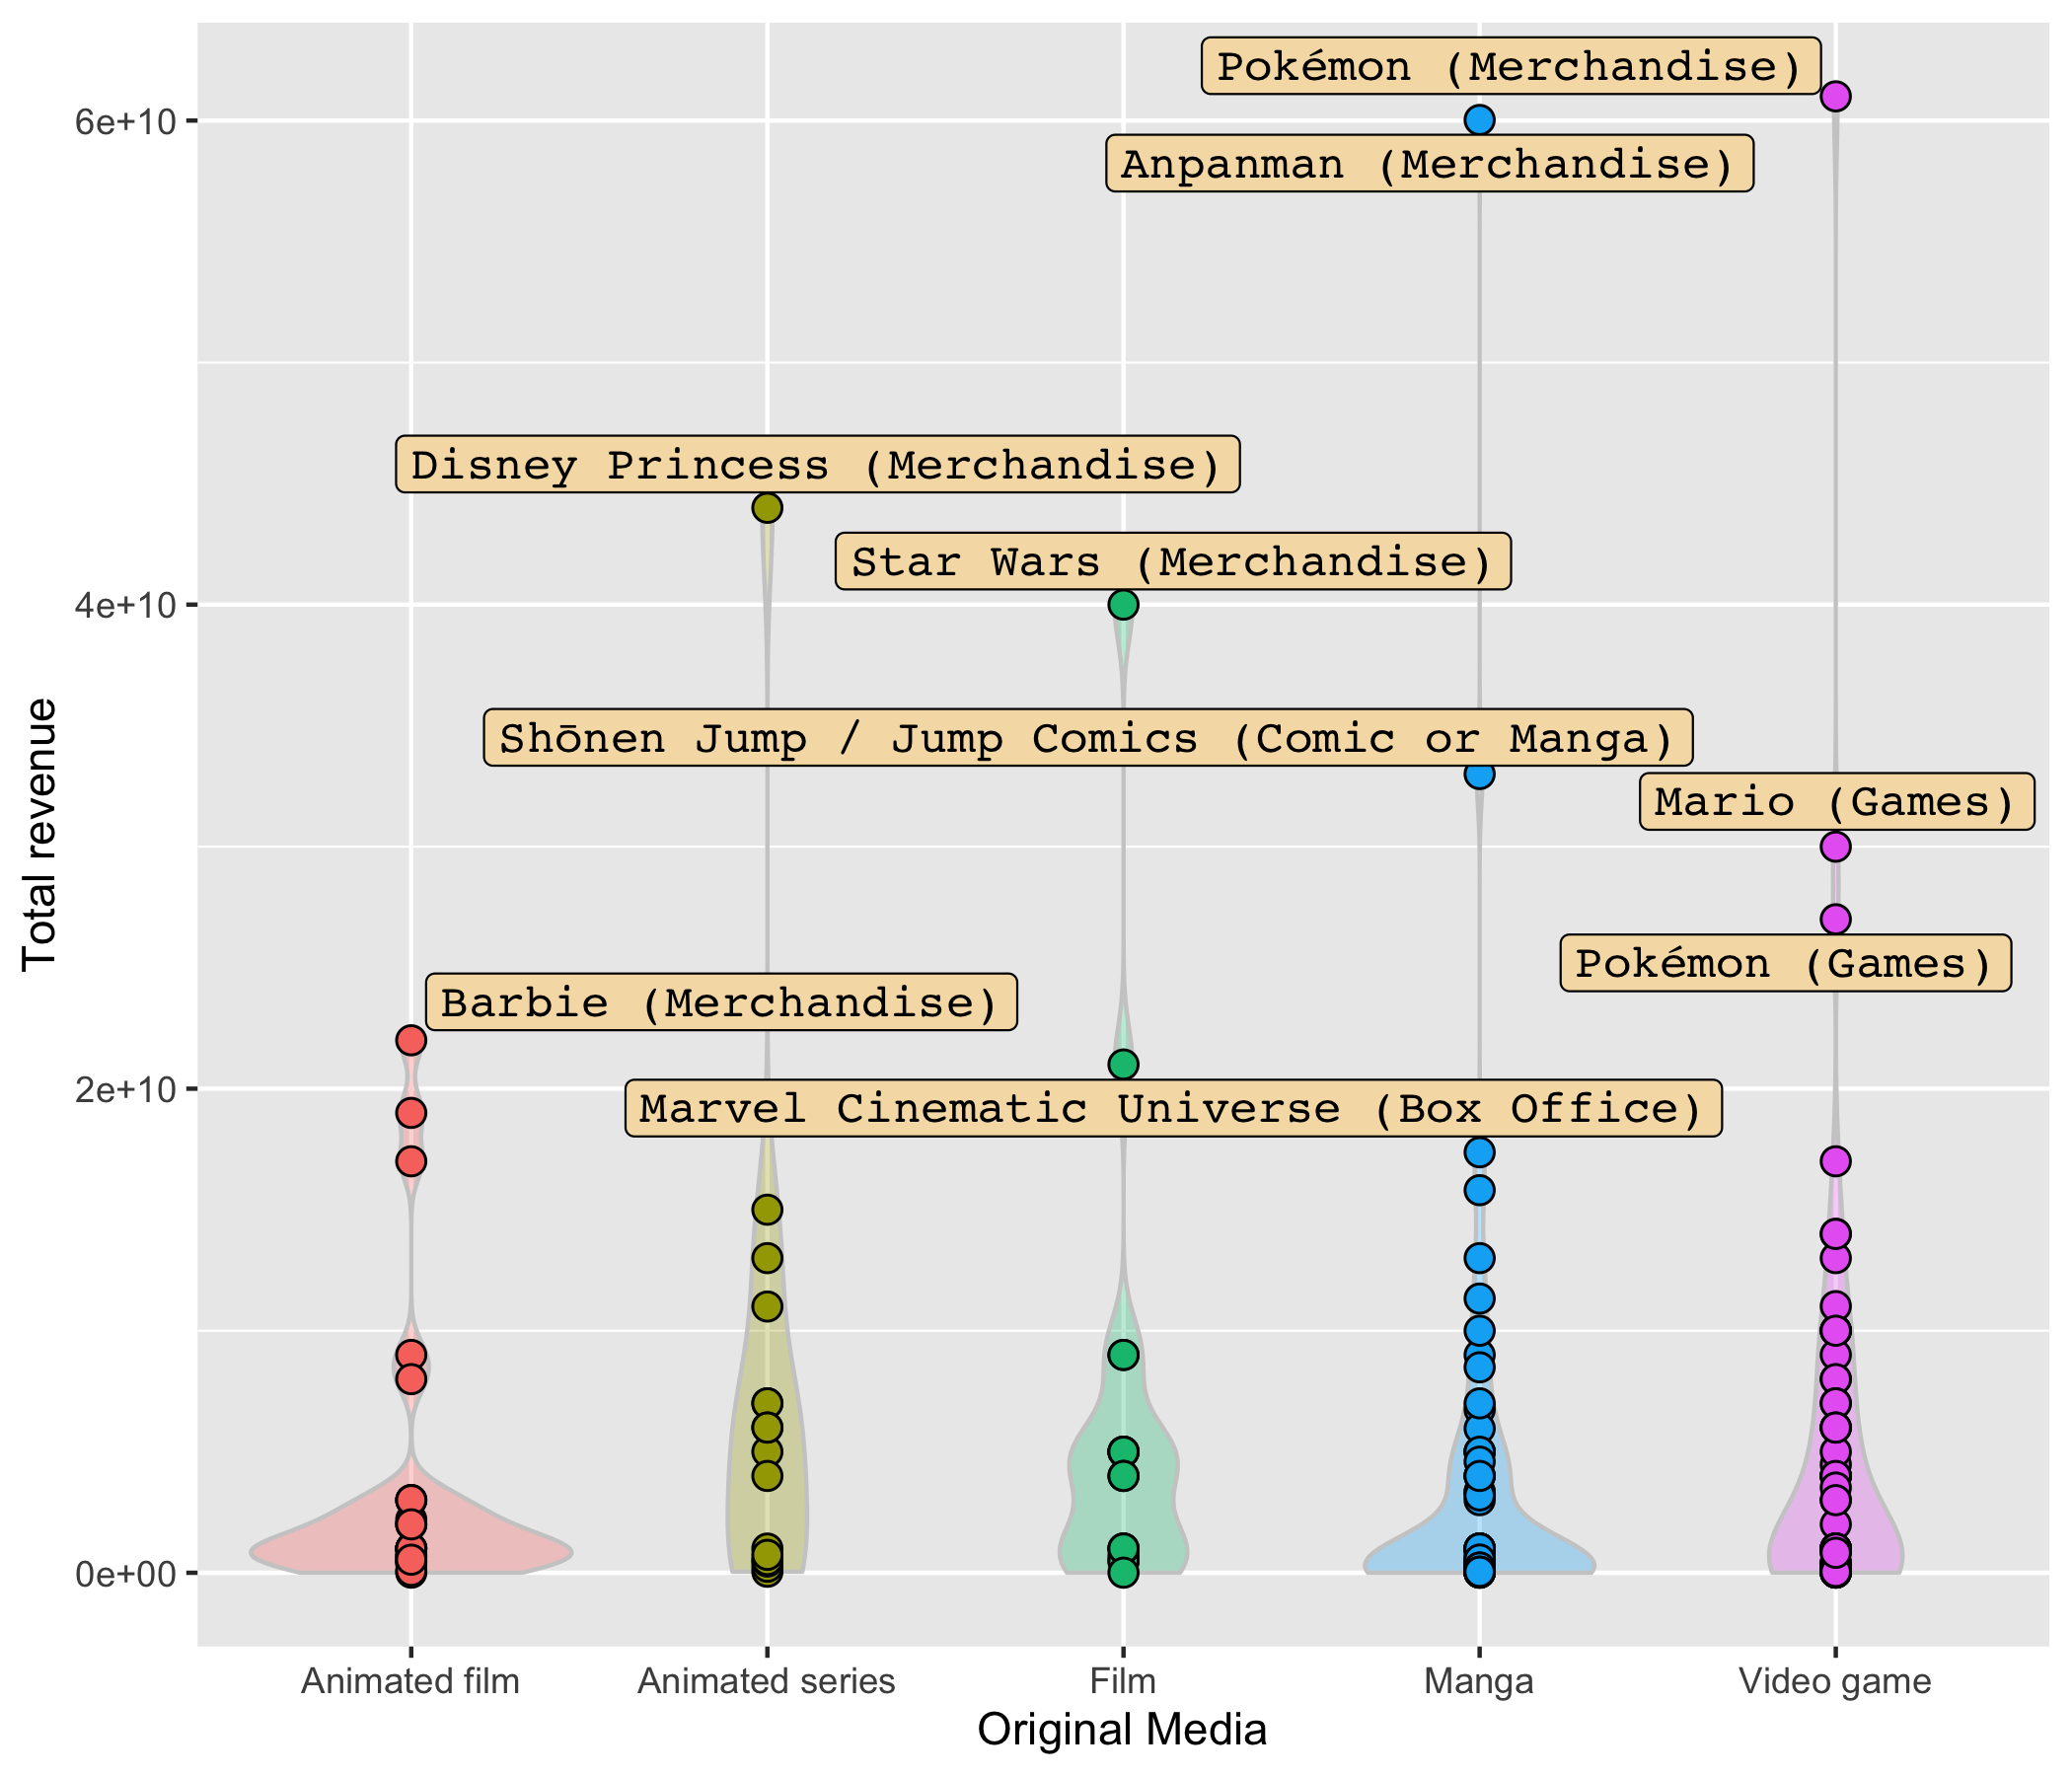 Total revenue
6e+10
4e+10
2e+10
0e+00
Pokémon (Merchandise)
Anpanman (Merchandise)
Disney Princess (Merchandise)
Star Wars (Merchandise)
Shōnen Jump / Jump Comics (Comic or Manga)
Mario (Games)
Pokémon (Games)
Barbie (Merchandise)
Marvel Cinematic Universe (Box Office)
Animated film
Animated series
Film
Manga
Video game
Original Media